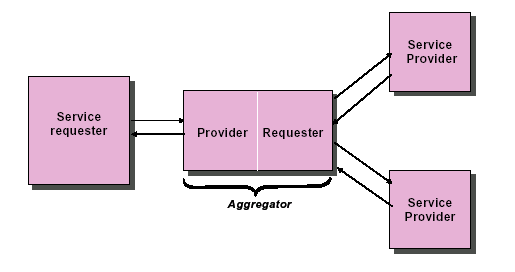 Service
requester
Provider
Requester
Aggregator
Service
Provider
Service
Provider